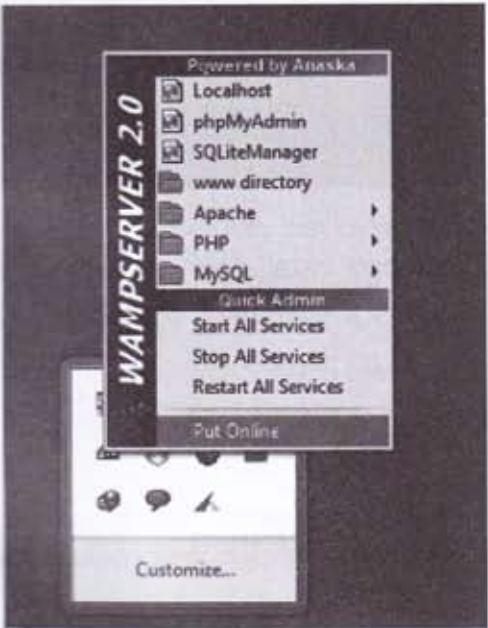 WAMPSERVER 2.0
Powered by Anaska
Localhost
phpMyAdmin
SQLiteManager
www directory
Apache
PHP
MySQL
Quick Admin
Start All Services
Stop All Services
Restart All Services
Put Online
Customize...